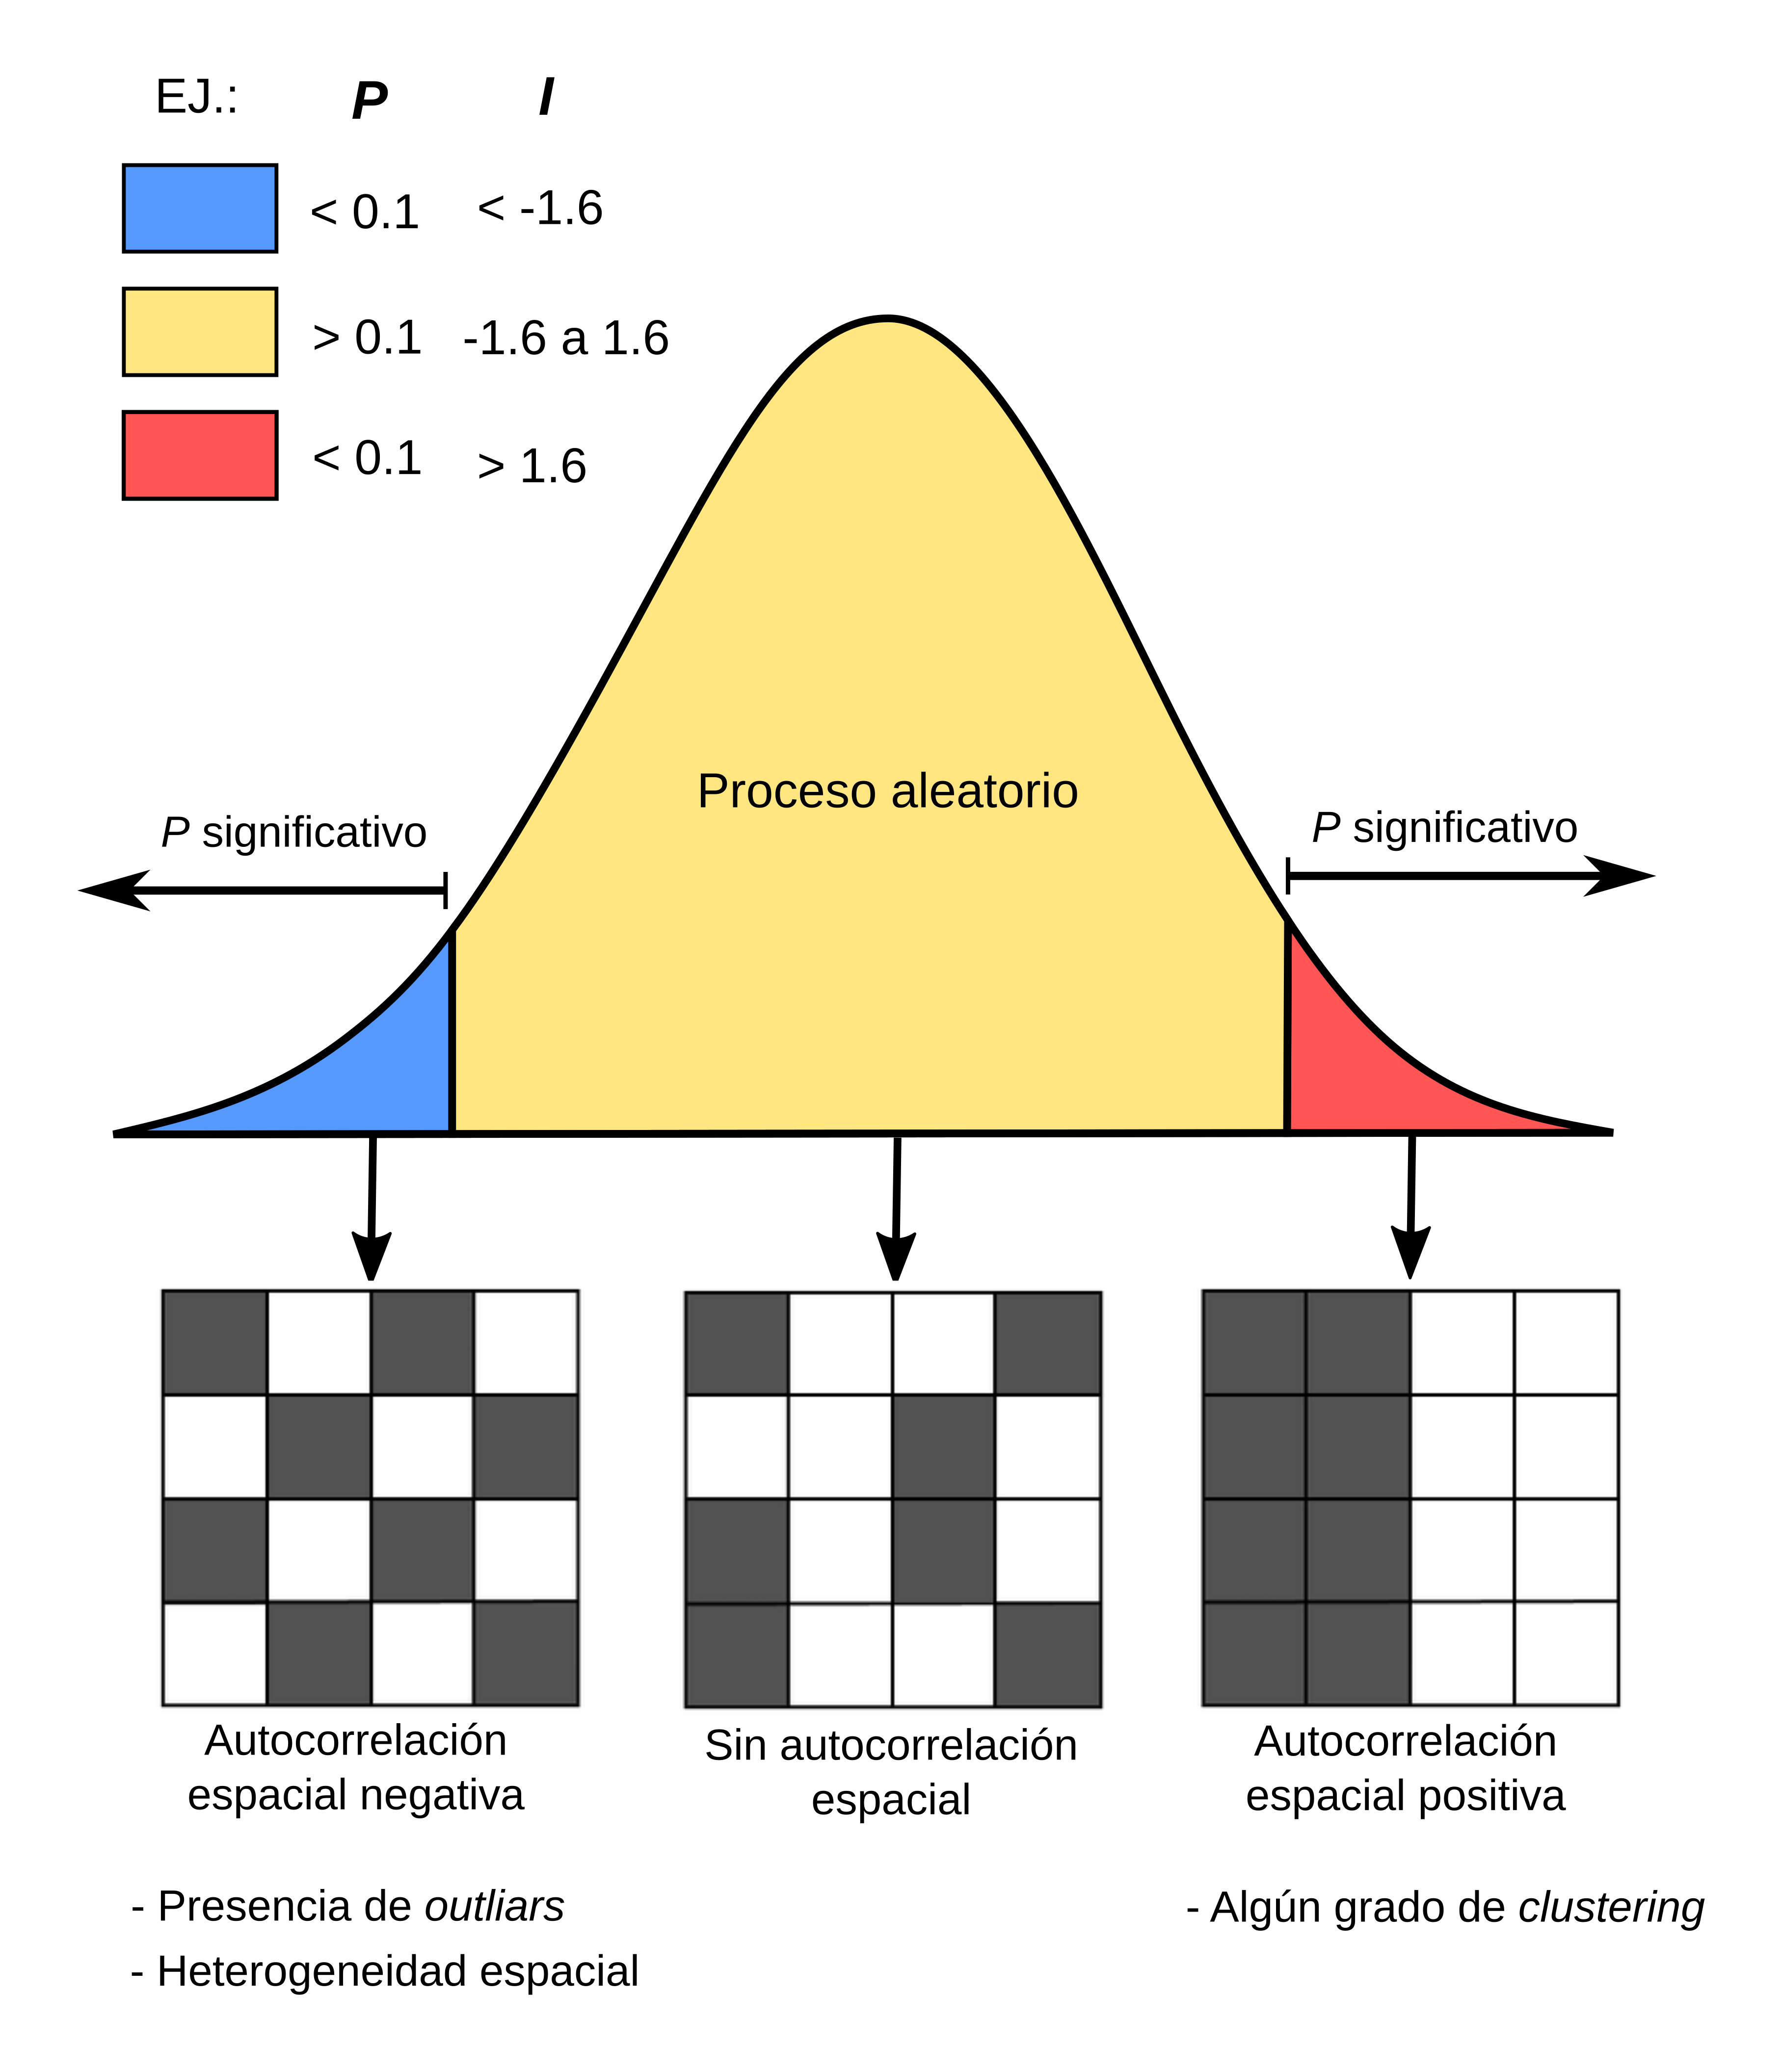 EJ.: P I
< 0.1 < -1.6
> 0.1 -1.6 a 1.6
< 0.1 > 1.6
Proceso aleatorio
P significativo
P significativo
Autocorrelación
espacial negativa
Sin autocorrelación
espacial
Autocorrelación
espacial positiva
- Presencia de outliars
- Heterogeneidad espacial
- Algún grado de clustering